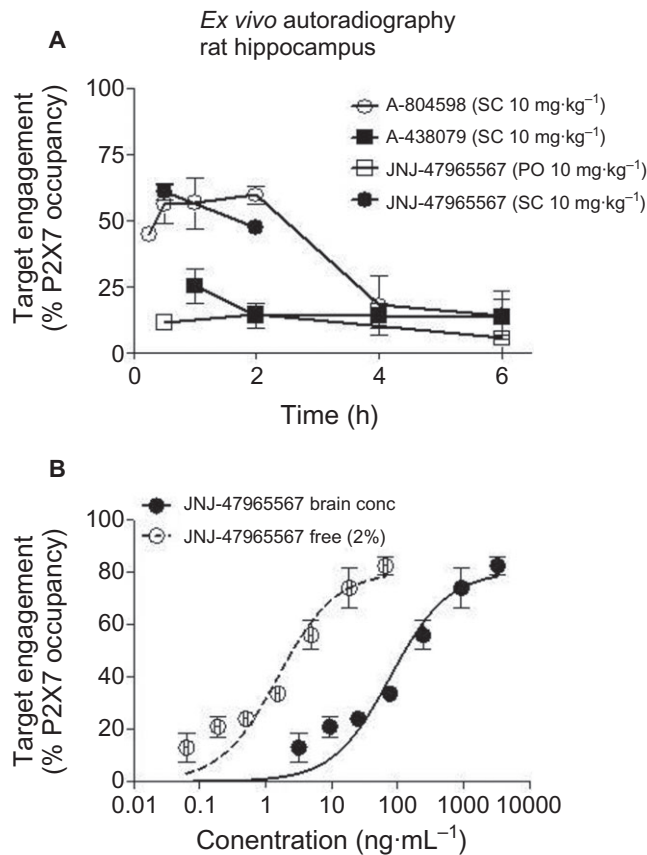 Ex vivo autoradiography
rat hippocampus
A
100
75
50
25
0
Target engagement
(% P2X7 occupancy)
A-804598 (SC 10 mg·kg⁻¹)
A-438079 (SC 10 mg·kg⁻¹)
JNJ-47965567 (PO 10 mg·kg⁻¹)
JNJ-47965567 (SC 10 mg·kg⁻¹)
0 2 4 6
Time (h)
B
JNJ-47965567 brain conc
JNJ-47965567 free (2%)
100
80
60
40
20
0
Target engagement
(% P2X7 occupancy)
0.01 0.1 1 10 100 1000 10000
Conentration (ng·mL⁻¹)